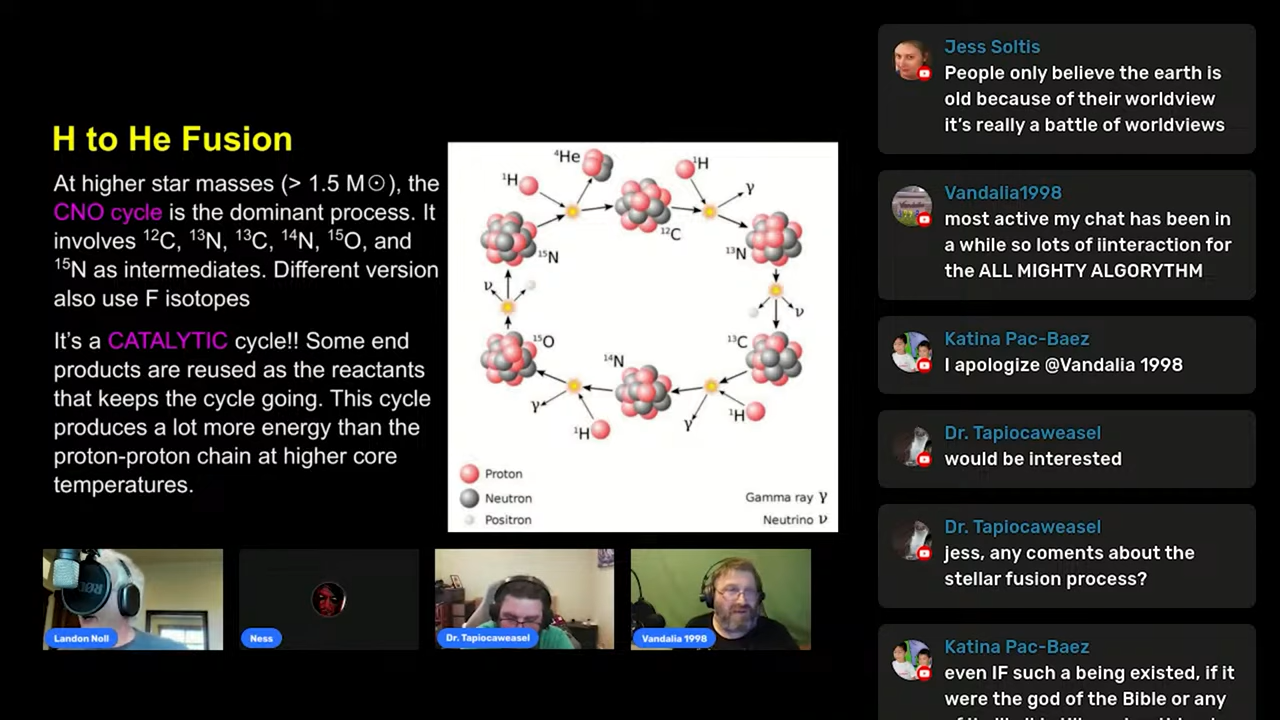 H to He Fusion
At higher star masses (> 1.5 M☉), the
CNO cycle is the dominant process. It
involves ¹²C, ¹³N, ¹³C, ¹⁴N, ¹⁵O, and
¹⁵N as intermediates. Different version
also use F isotopes
It's a CATALYTIC cycle!! Some end
products are reused as the reactants
that keeps the cycle going. This cycle
produces a lot more energy than the
proton-proton chain at higher core
temperatures.
⁴He
¹H
¹H
¹²C
γ
¹⁵N
¹³N
ν
ν
¹⁵O
¹⁴N
¹³C
γ
γ
¹H
¹H
Proton
Neutron
Positron
Gamma ray γ
Neutrino ν
Landon Noll
Ness
Dr. Tapiocaweasel
Vandalia 1998
Jess Soltis
People only believe the earth is
old because of their worldview
it's really a battle of worldviews
Vandalia1998
most active my chat has been in
a while so lots of iinteraction for
the ALL MIGHTY ALGORYTHM
Katina Pac-Baez
I apologize @Vandalia 1998
Dr. Tapiocaweasel
would be interested
Dr. Tapiocaweasel
jess, any coments about the
stellar fusion process?
Katina Pac-Baez
even IF such a being existed, if it
were the god of the Bible or any